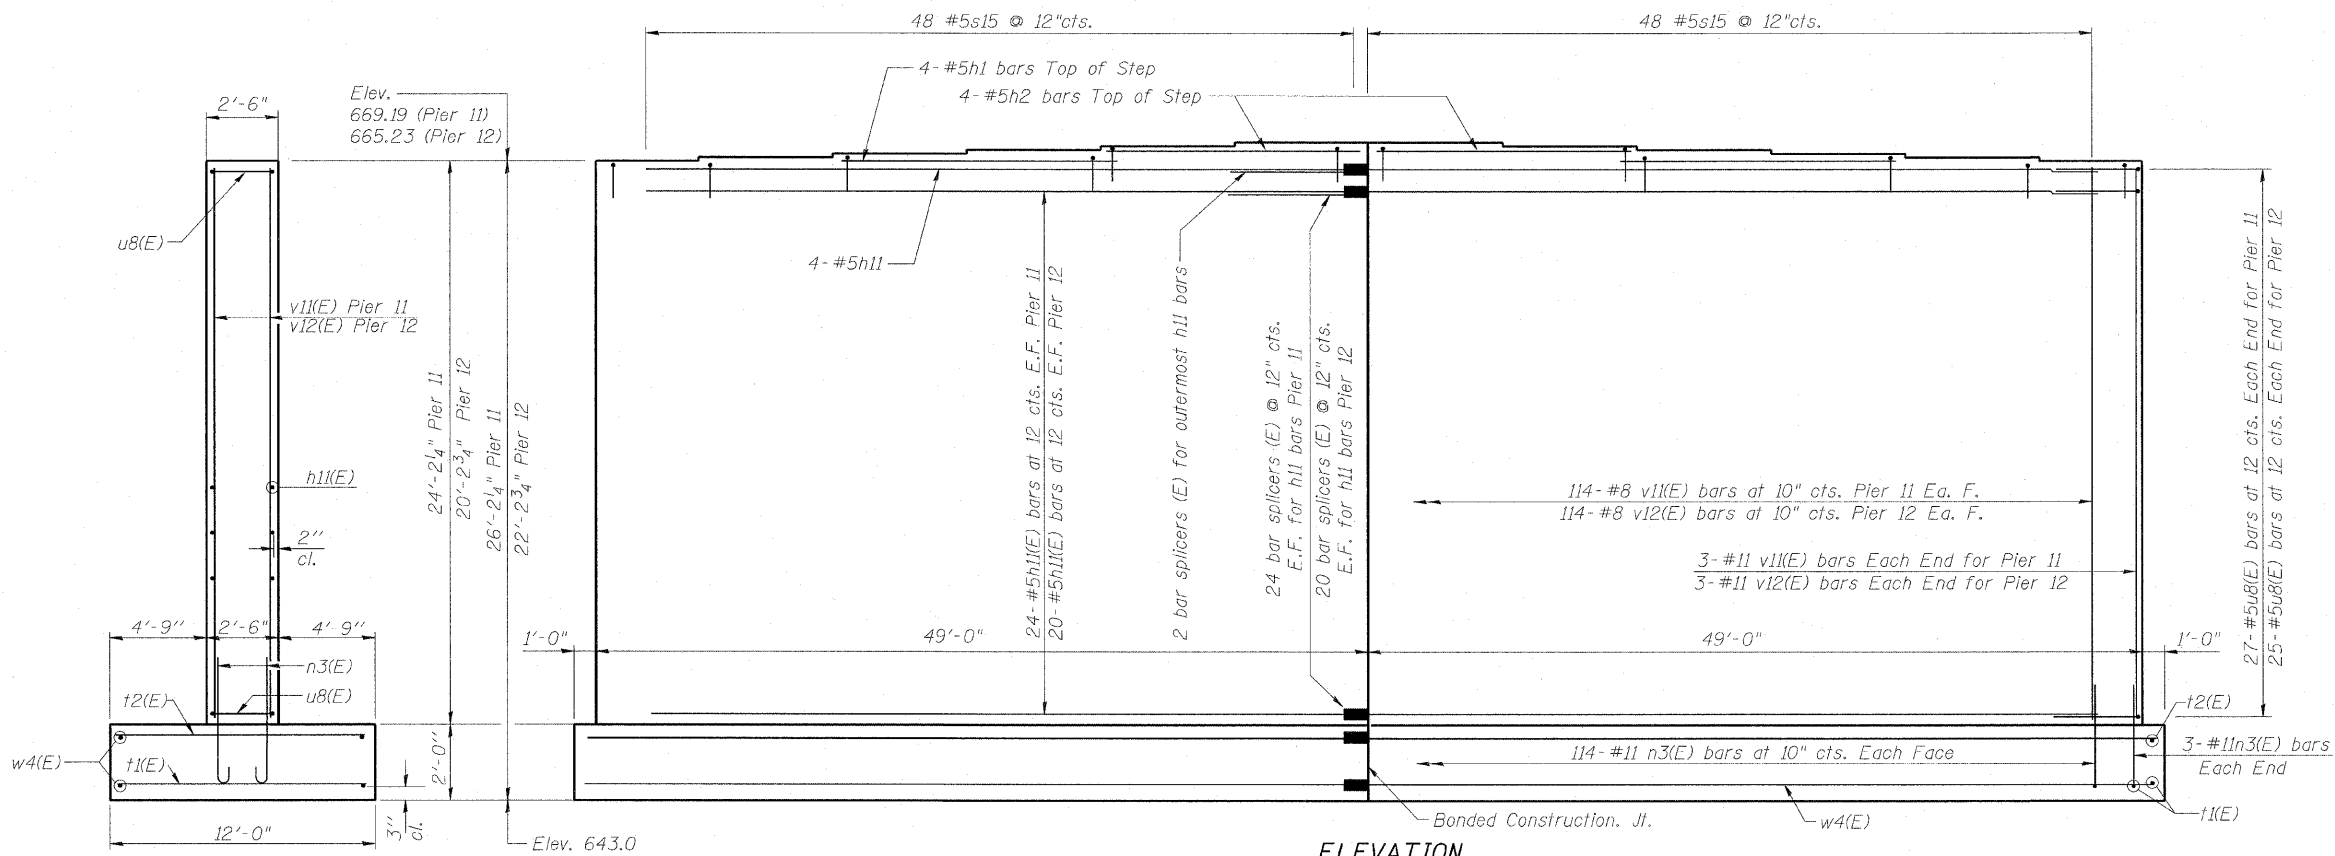 48 #5s15 @ 12"cts.
48 #5s15 @ 12"cts.
4-#5h1 bars Top of Step
4-#5h2 bars Top of Step
Elev.
669.19 (Pier 11)
665.23 (Pier 12)
2'-6"
u8(E)
v11(E) Pier 11
v12(E) Pier 12
h11(E)
2"
cl.
4'-9"
2'-6"
4'-9"
n3(E)
u8(E)
t2(E)
w4(E)
t1(E)
12'-0"
3"
cl.
2'-0"
24'-2¼" Pier 11
20'-2¾" Pier 12
26'-2¼" Pier 11
22'-2¾" Pier 12
Elev. 643.0
4-#5h11
24-#5h11(E) bars at 12 cts. E.F. Pier 11
20-#5h11(E) bars at 12 cts. E.F. Pier 12
2 bar splicers (E) for outermost h11 bars
24 bar splicers (E) @ 12" cts.
E.F. for h11 bars Pier 11
20 bar splicers (E) @ 12" cts.
E.F. for h11 bars Pier 12
1'-0"
49'-0"
49'-0"
1'-0"
114-#8 v11(E) bars at 10" cts. Pier 11 Ea. F.
114-#8 v12(E) bars at 10" cts. Pier 12 Ea. F.
3-#11 v11(E) bars Each End for Pier 11
3-#11 v12(E) bars Each End for Pier 12
27-#5u8(E) bars at 12 cts. Each End for Pier 11
25-#5u8(E) bars at 12 cts. Each End for Pier 12
t2(E)
114-#11 n3(E) bars at 10" cts. Each Face
3-#11n3(E) bars
Each End
Bonded Construction. Jt.
w4(E)
t1(E)
ELEVATION